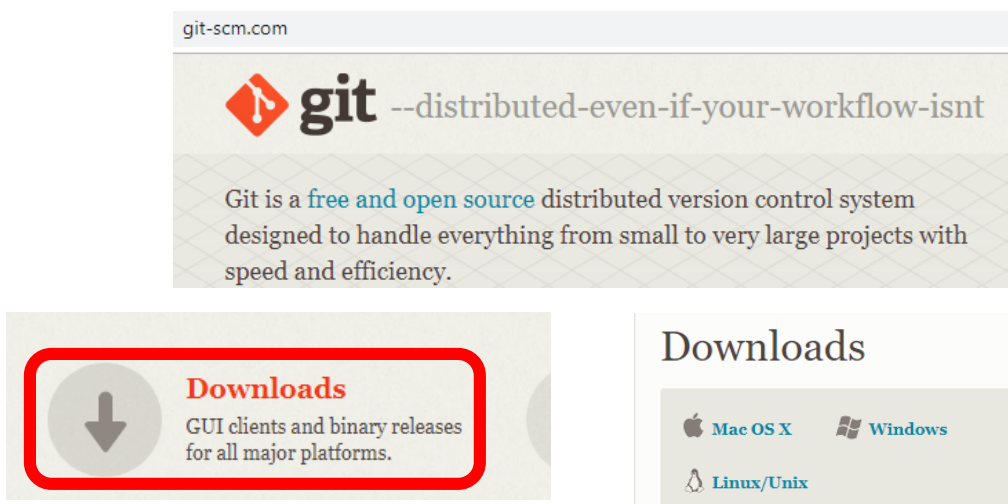 git-scm.com
git --distributed-even-if-your-workflow-isnt
Git is a free and open source distributed version control system
designed to handle everything from small to very large projects with
speed and efficiency.
Downloads
GUI clients and binary releases
for all major platforms.
Downloads
Mac OS X Windows
Linux/Unix